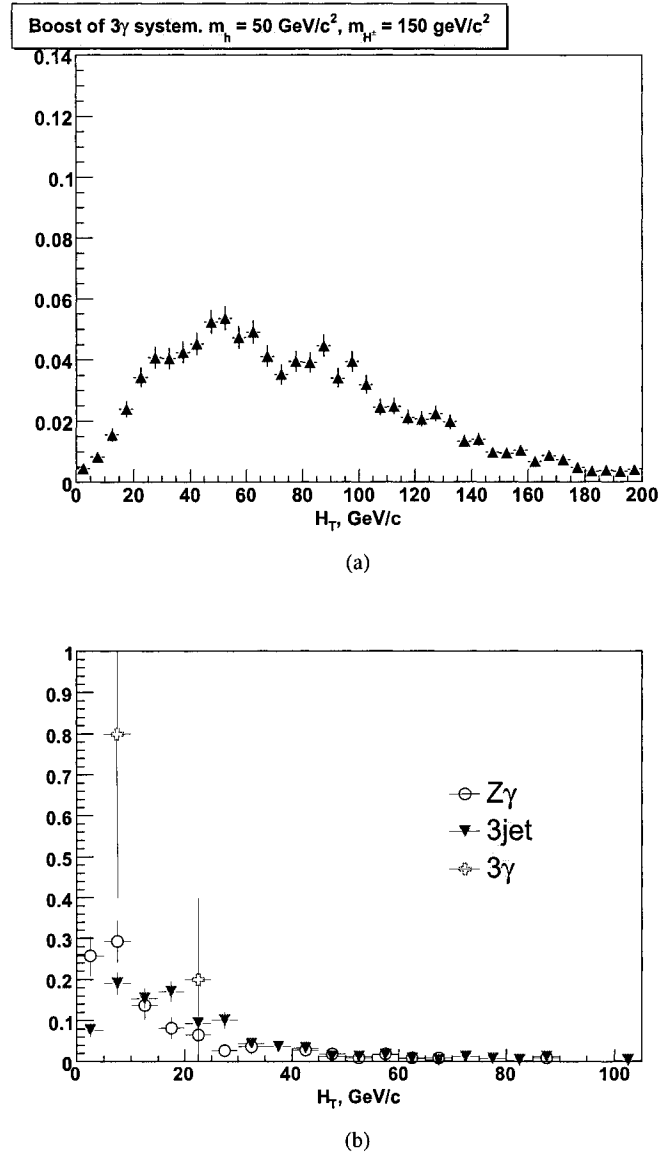 Boost of 3γ system. m_h = 50 GeV/c², m_H± = 150 geV/c²
0.14
0.12
0.1
0.08
0.06
0.04
0.02
0
0 20 40 60 80 100 120 140 160 180 200
H_T, GeV/c
(a)
1
0.9
0.8
0.7
0.6
0.5
0.4
0.3
0.2
0.1
0
Zγ
3jet
3γ
0 20 40 60 80 100
H_T, GeV/c
(b)